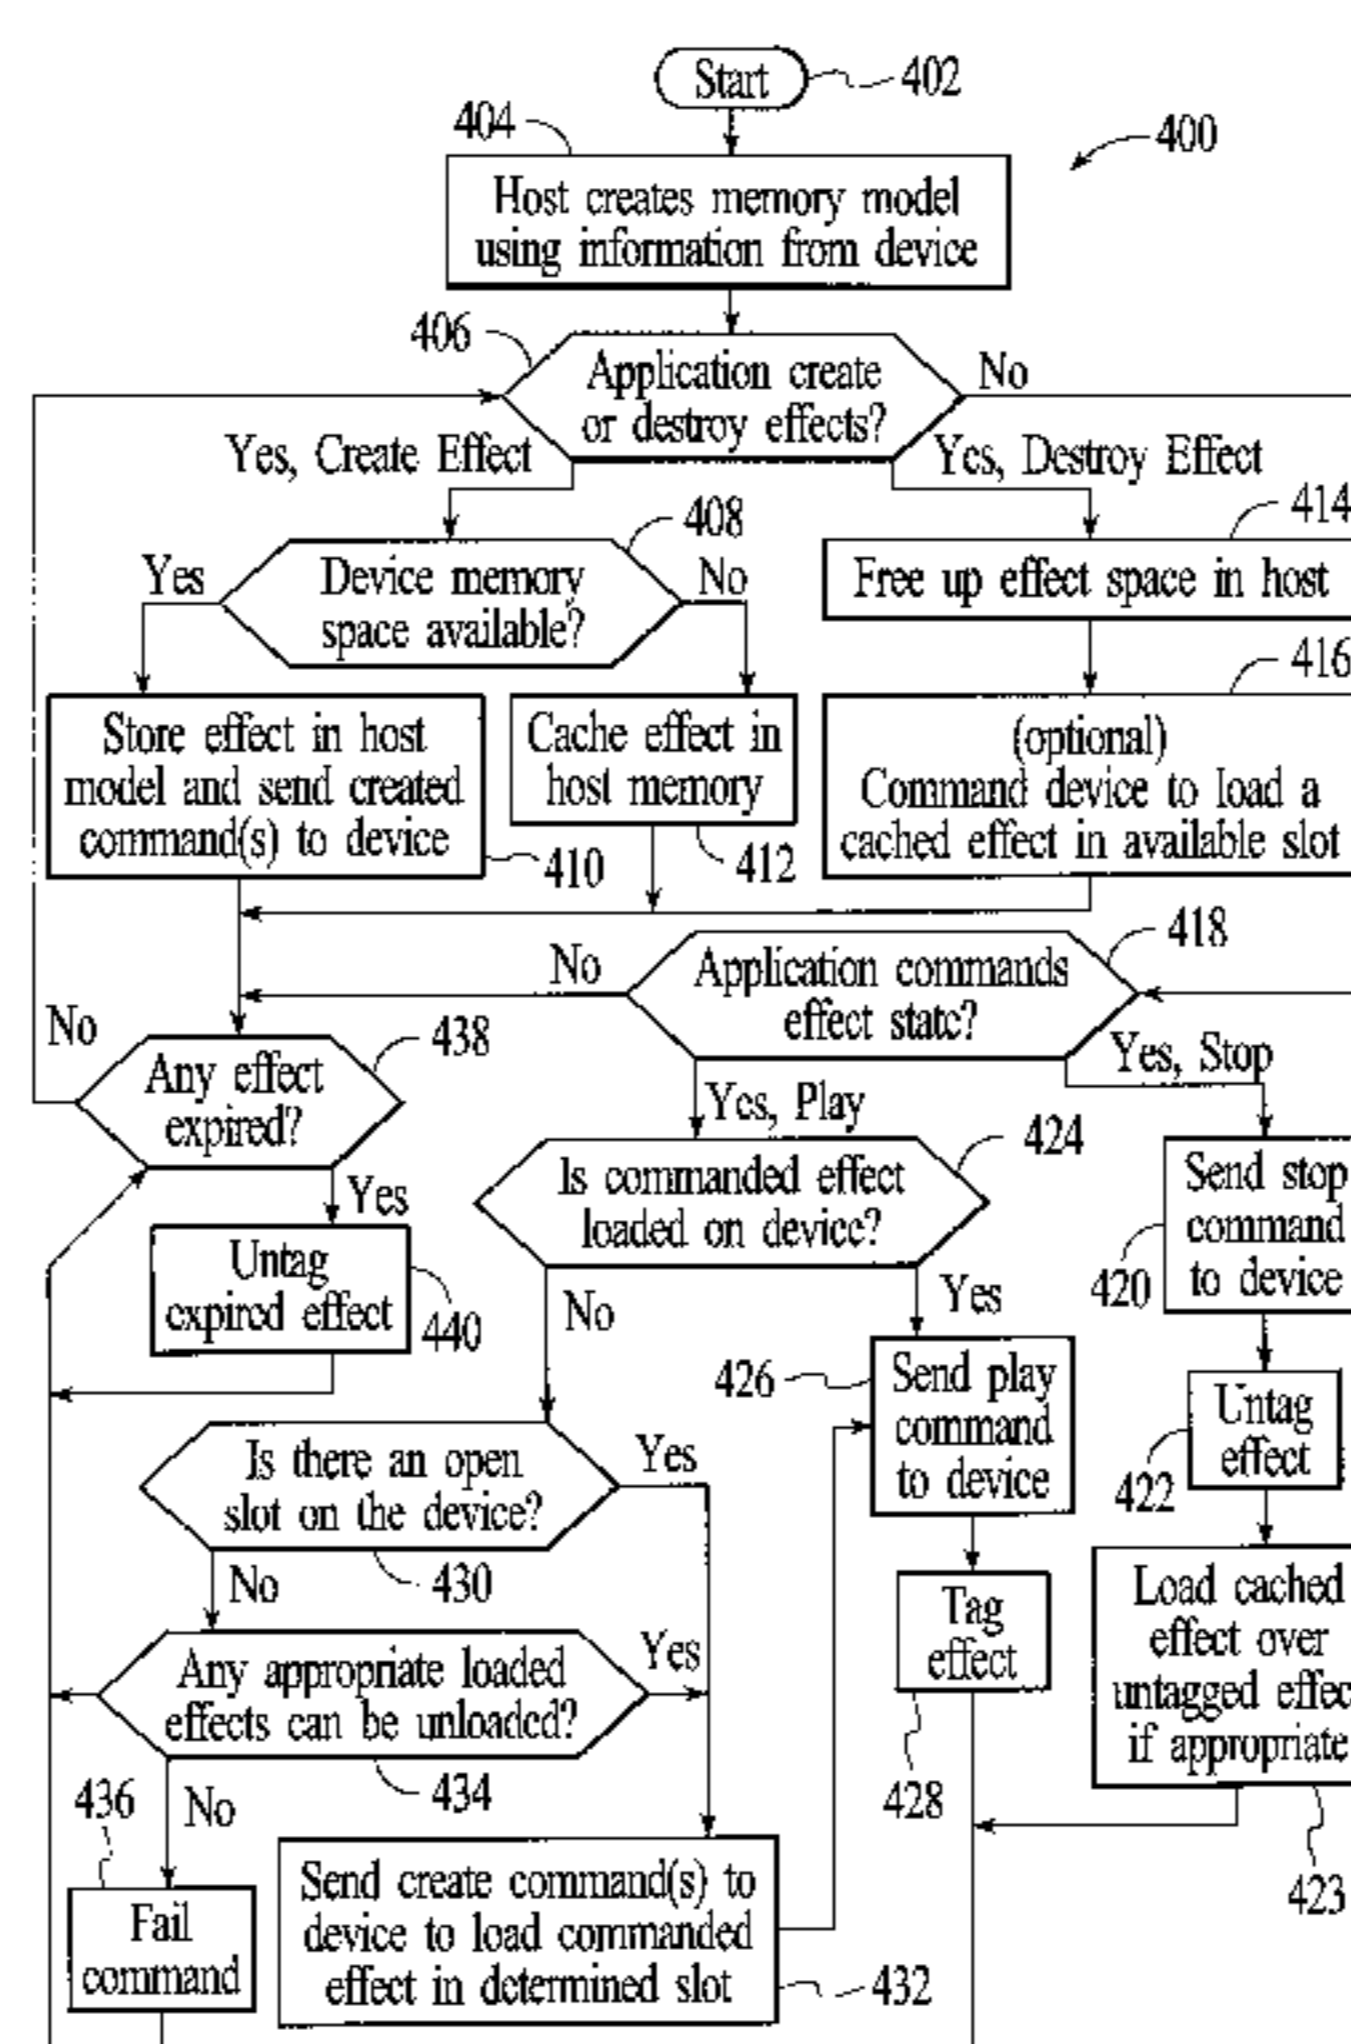 Start
402
404
400
Host creates memory model
using information from device
406
Application create
or destroy effects?
No
Yes, Create Effect
Yes, Destroy Effect
408
414
Yes
Device memory
space available?
No
Free up effect space in host
416
Store effect in host
model and send created
command(s) to device
Cache effect in
host memory
(optional)
Command device to load a
cached effect in available slot
410
412
418
No
Application commands
effect state?
No
438
Any effect
expired?
Yes, Stop
Yes, Play
424
Yes
Is commanded effect
loaded on device?
Send stop
command
to device
420
Untag
expired effect
440
No
Yes
426
Send play
command
to device
Untag
effect
422
Is there an open
slot on the device?
Yes
No
430
Tag
effect
Load cached
effect over
untagged effec
if appropriate
Any appropriate loaded
effects can be unloaded?
Yes
428
436
No
434
423
Fail
command
Send create command(s) to
device to load commanded
effect in determined slot
432